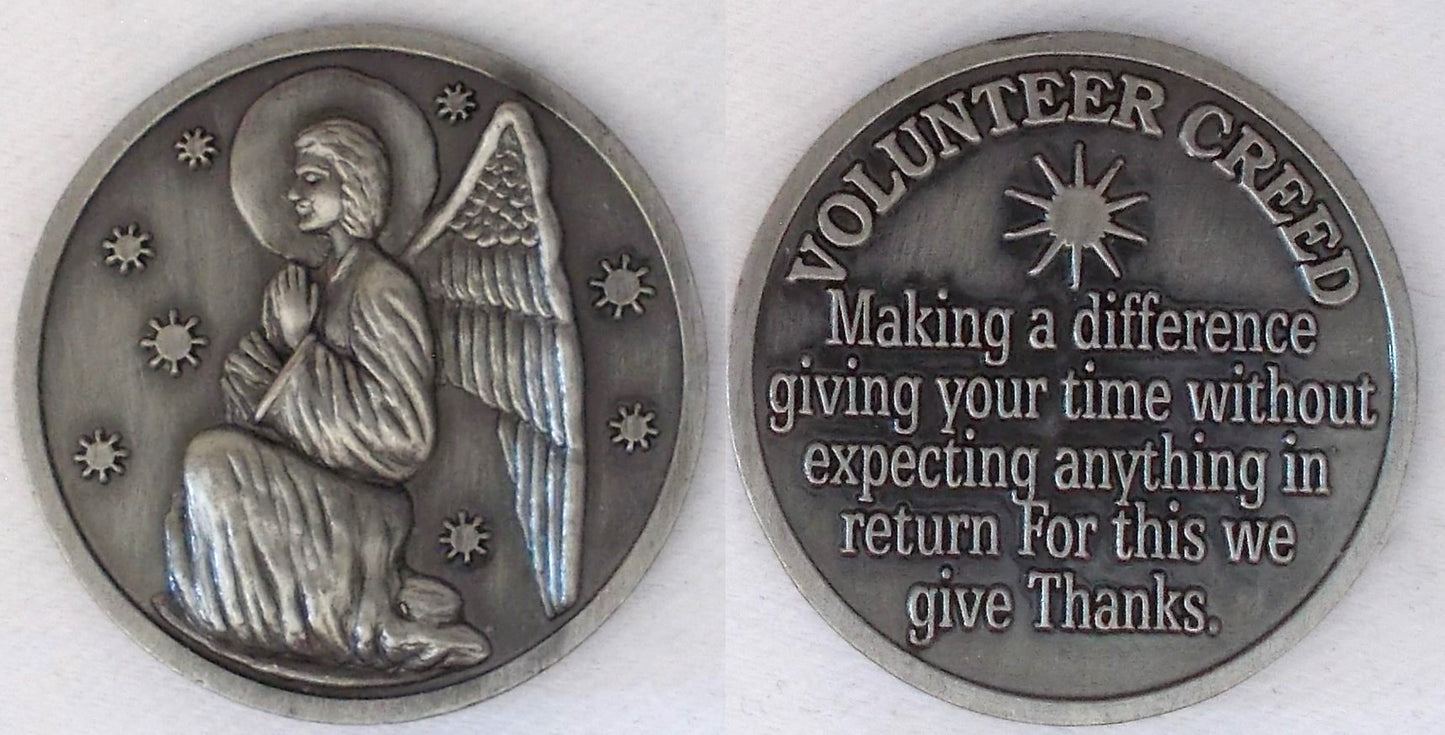 VOLUNTEER CREED
Making a difference
giving your time without
expecting anything in
return For this we
give Thanks.